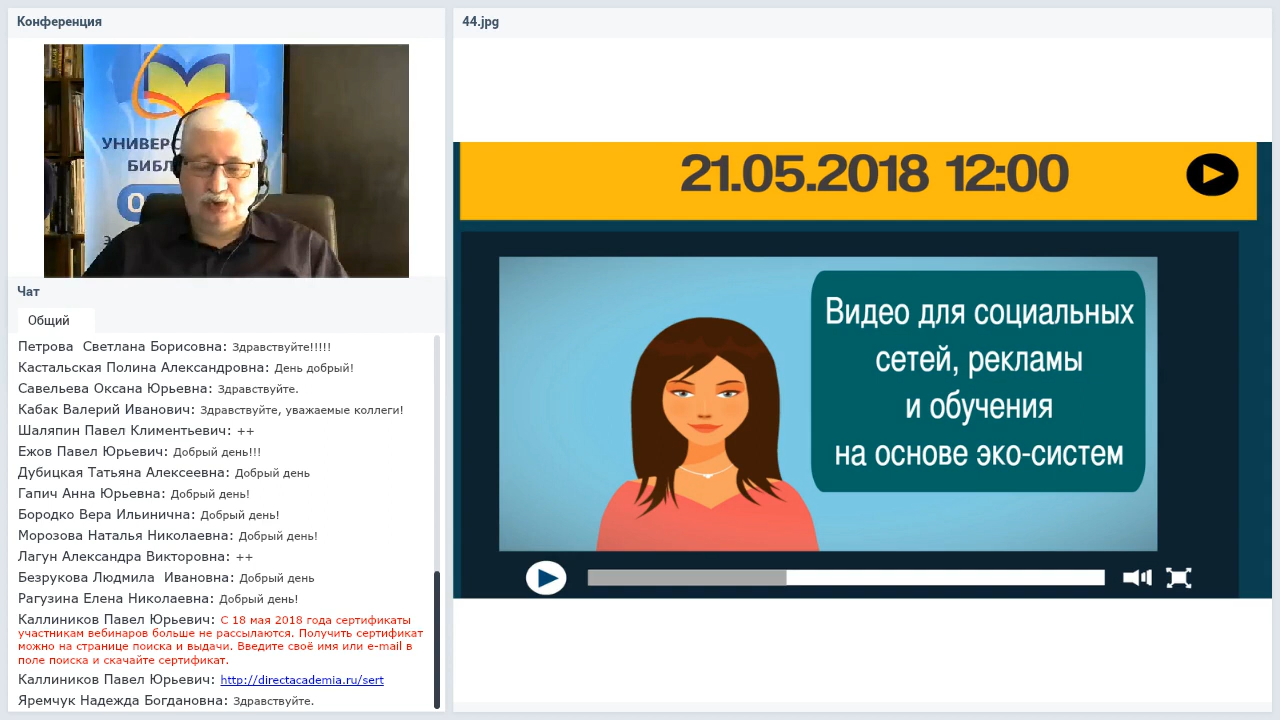 Конференция
УНИВЕРС
БИБЛ
Чат
Общий
Петрова  Светлана Борисовна: Здравствуйте!!!!!
Кастальская Полина Александровна: День добрый!
Савельева Оксана Юрьевна: Здравствуйте.
Кабак Валерий Иванович: Здравствуйте, уважаемые коллеги!
Шаляпин Павел Климентьевич: ++
Ежов Павел Юрьевич: Добрый день!!!
Дубицкая Татьяна Алексеевна: Добрый день
Гапич Анна Юрьевна: Добрый день!
Бородко Вера Ильинична: Добрый день!
Морозова Наталья Николаевна: Добрый день!
Лагун Александра Викторовна: ++
Безрукова Людмила  Ивановна: Добрый день
Рагузина Елена Николаевна: Добрый день!
Каллиников Павел Юрьевич: С 18 мая 2018 года сертификаты
участникам вебинаров больше не рассылаются. Получить сертификат
можно на странице поиска и выдачи. Введите своё имя или e-mail в
поле поиска и скачайте сертификат.
Каллиников Павел Юрьевич: http://directacademia.ru/sert
Яремчук Надежда Богдановна: Здравствуйте.
44.jpg
21.05.2018 12:00
Видео для социальных
сетей, рекламы
и обучения
на основе эко-систем